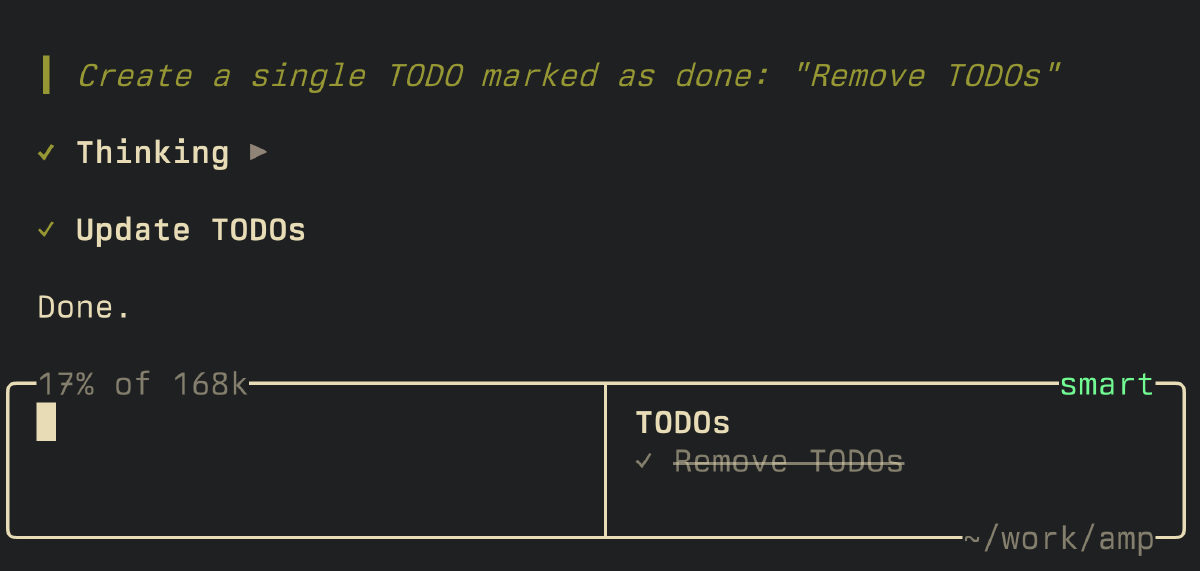 Create a single TODO marked as done: "Remove TODOs"
✓ Thinking ▶
✓ Update TODOs
Done.
17% of 168k
smart
TODOs
✓ Remove TODOs
~/work/amp